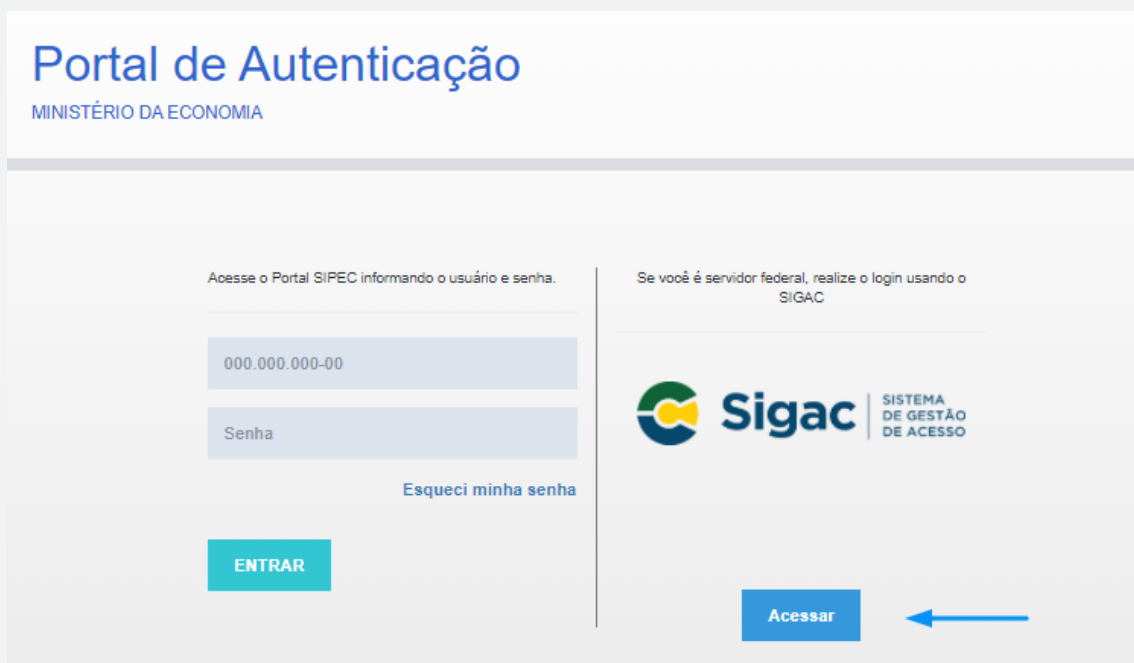 Portal de Autenticação
MINISTÉRIO DA ECONOMIA
Acesse o Portal SIPEC informando o usuário e senha.
000.000.000-00
Senha
Esqueci minha senha
ENTRAR
Se você é servidor federal, realize o login usando o
SIGAC
Sigac
SISTEMA
DE GESTÃO
DE ACESSO
Acessar